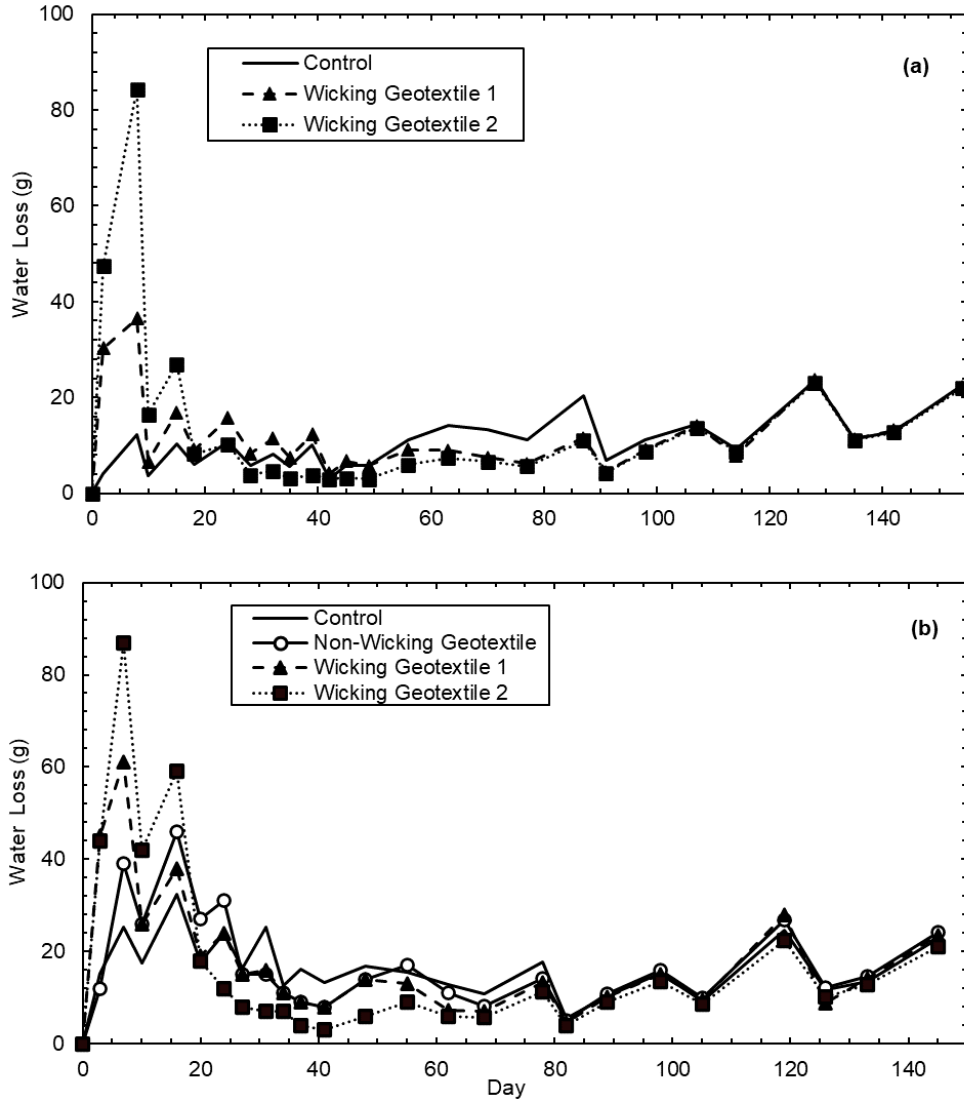 100
(a)
Control
Wicking Geotextile 1
Wicking Geotextile 2
80
60
Water Loss (g)
40
20
0
0 20 40 60 80 100 120 140
100
(b)
Control
Non-Wicking Geotextile
Wicking Geotextile 1
Wicking Geotextile 2
80
60
Water Loss (g)
40
20
0
0 20 40 60 80 100 120 140
Day